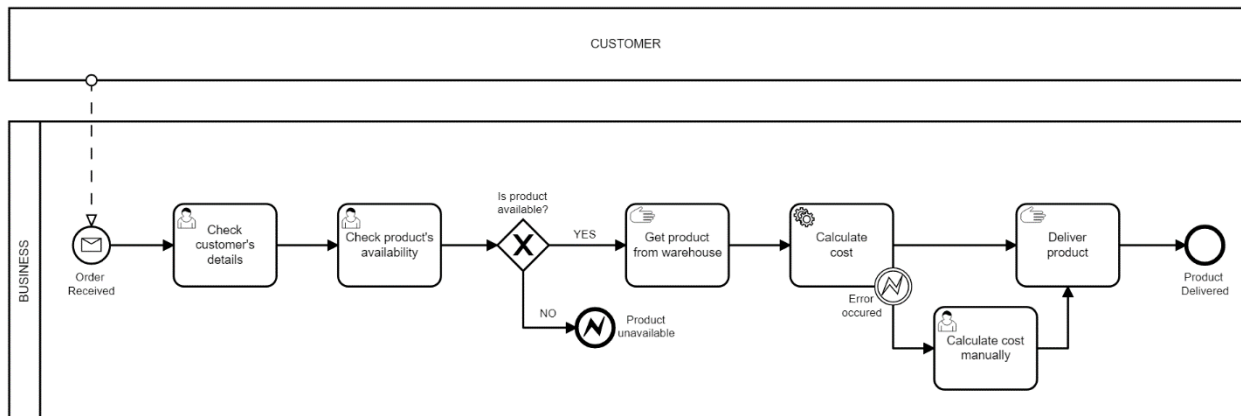 CUSTOMER
BUSINESS
Order
Received
Check
customer's
details
Check product's
availability
Is product
available?
YES
NO
Product
unavailable
Get product
from warehouse
Calculate
cost
Error
occured
Calculate cost
manually
Deliver
product
Product
Delivered